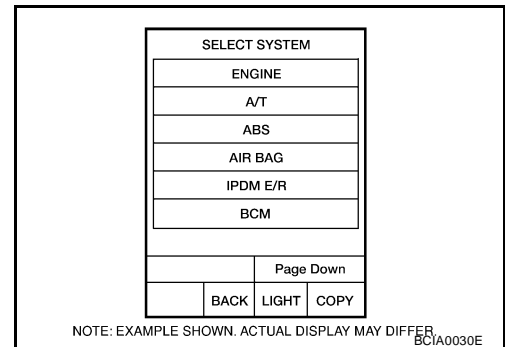 SELECT SYSTEM
ENGINE
A/T
ABS
AIR BAG
IPDM E/R
BCM
Page Down
BACK LIGHT COPY
NOTE: EXAMPLE SHOWN. ACTUAL DISPLAY MAY DIFFER.
BCIA0030E